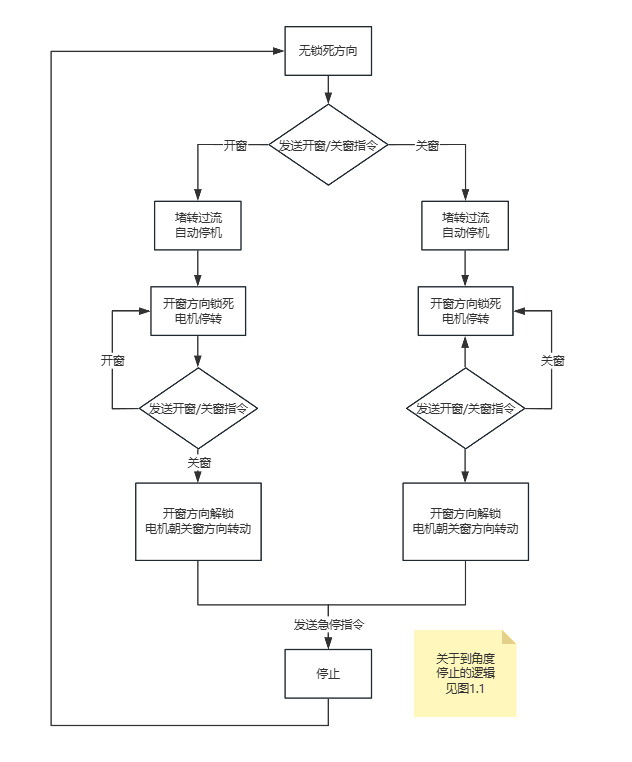 无锁死方向
发送开窗/关窗指令
开窗
关窗
堵转过流
自动停机
堵转过流
自动停机
开窗方向锁死
电机停转
开窗方向锁死
电机停转
开窗
关窗
发送开窗/关窗指令
发送开窗/关窗指令
关窗
开窗方向解锁
电机朝关窗方向转动
开窗方向解锁
电机朝关窗方向转动
发送急停指令
停止
关于到角度
停止的逻辑
见图1.1